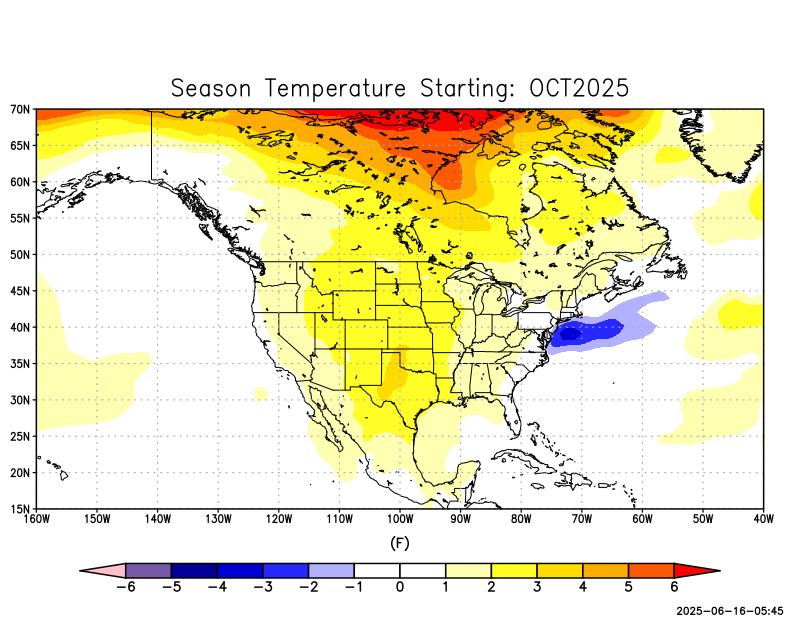 Season Temperature Starting: OCT2025
70N
65N
60N
55N
50N
45N
40N
35N
30N
25N
20N
15N
160W 150W 140W 130W 120W 110W 100W 90W 80W 70W 60W 50W 40W
(F)
−6 −5 −4 −3 −2 −1 0 1 2 3 4 5 6
2025-06-16-05:45